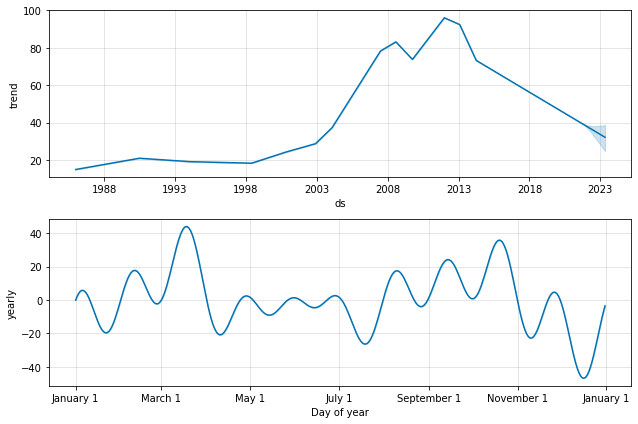 100
80
60
40
20
trend
1988 1993 1998 2003 2008 2013 2018 2023
ds
40
20
0
−20
−40
yearly
January 1 March 1 May 1 July 1 September 1 November 1 January 1
Day of year